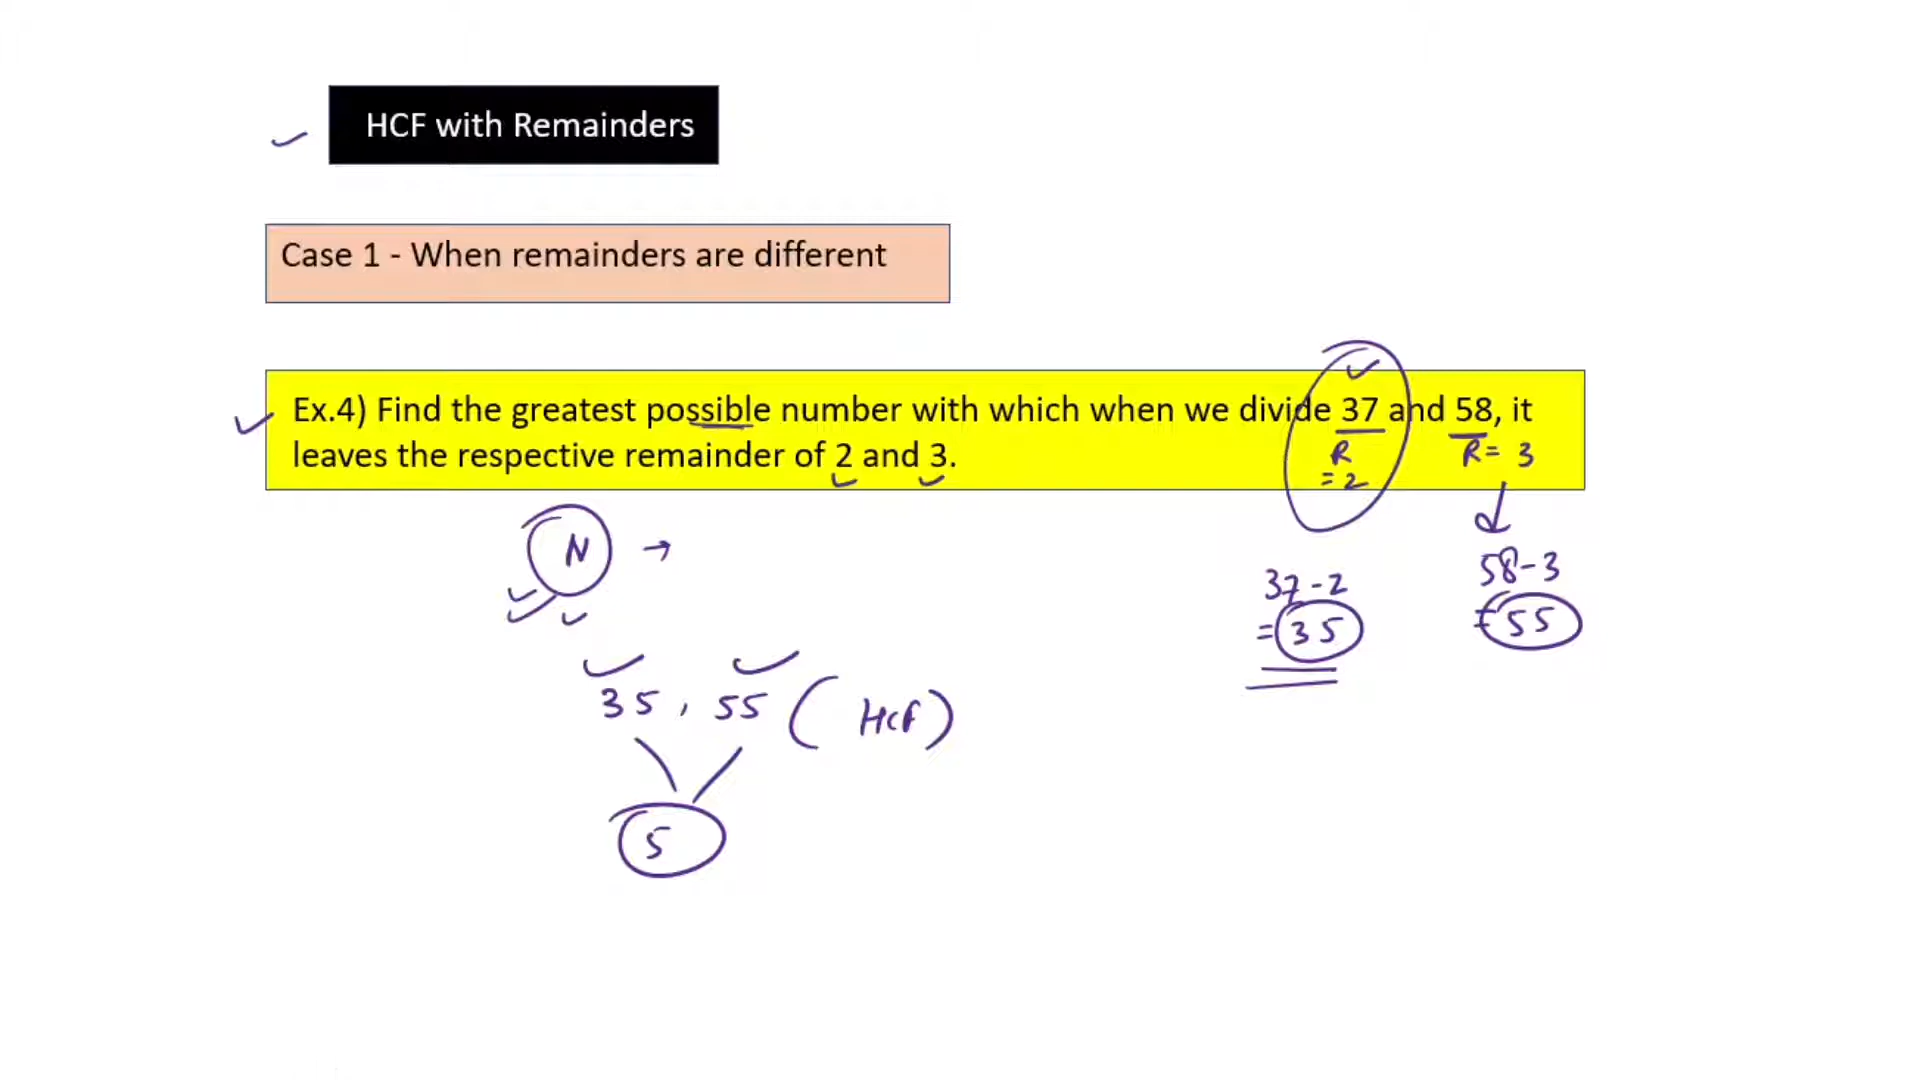 HCF with Remainders
Case 1 - When remainders are different
Ex.4) Find the greatest possible number with which when we divide 37 and 58, it
leaves the respective remainder of 2 and 3.
R
= 2
R = 3
N →
37 - 2
= 35
58 - 3
= 55
35 , 55 ( HCF )
5